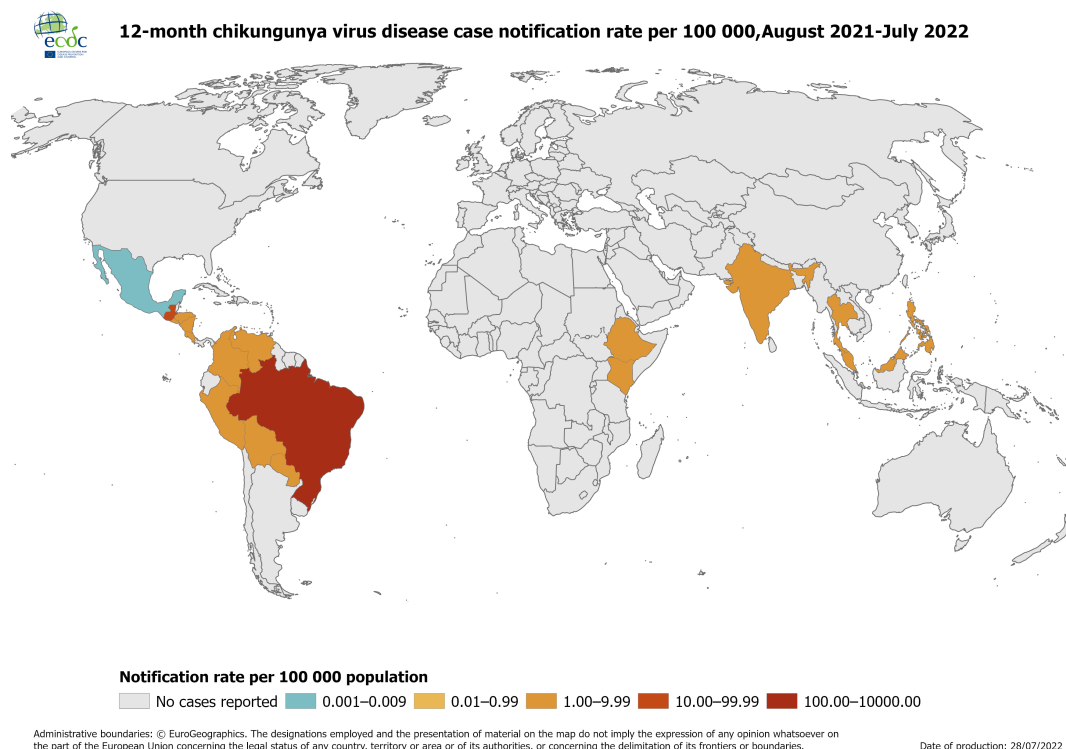 12-month chikungunya virus disease case notification rate per 100 000,August 2021-July 2022
ecdc
Notification rate per 100 000 population
No cases reported
0.001–0.009
0.01–0.99
1.00–9.99
10.00–99.99
100.00–10000.00
Administrative boundaries: © EuroGeographics. The designations employed and the presentation of material on the map do not imply the expression of any opinion whatsoever on
the part of the European Union concerning the legal status of any country, territory or area or of its authorities, or concerning the delimitation of its frontiers or boundaries.
Date of production: 28/07/2022